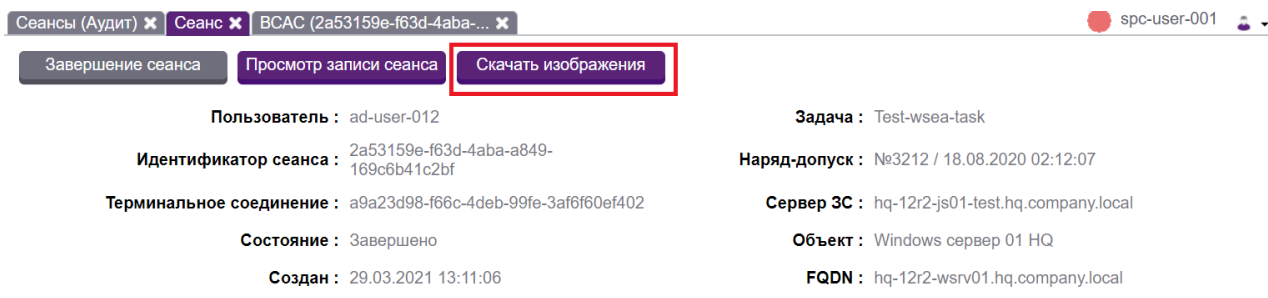 Сеансы (Аудит) ✖ Сеанс ✖ ВСАС (2a53159e-f63d-4aba-... ✖ spc-user-001
Завершение сеанса Просмотр записи сеанса Скачать изображения
Пользователь : ad-user-012 Задача : Test-wsea-task
Идентификатор сеанса : 2a53159e-f63d-4aba-a849-
169c6b41c2bf
Наряд-допуск : №3212 / 18.08.2020 02:12:07
Терминальное соединение : a9a23d98-f66c-4deb-99fe-3af6f60ef402 Сервер ЗС : hq-12r2-js01-test.hq.company.local
Состояние : Завершено Объект : Windows сервер 01 HQ
Создан : 29.03.2021 13:11:06 FQDN : hq-12r2-wsrv01.hq.company.local